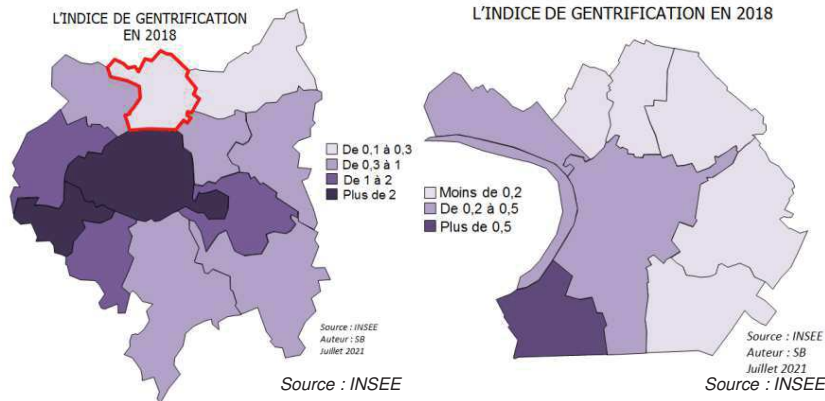 L'INDICE DE GENTRIFICATION
EN 2018
De 0,1 à 0,3
De 0,3 à 1
De 1 à 2
Plus de 2
Source : INSEE
Auteur : SB
Juillet 2021
Source : INSEE
L'INDICE DE GENTRIFICATION EN 2018
Moins de 0,2
De 0,2 à 0,5
Plus de 0,5
Source : INSEE
Auteur : SB
Juillet 2021
Source : INSEE